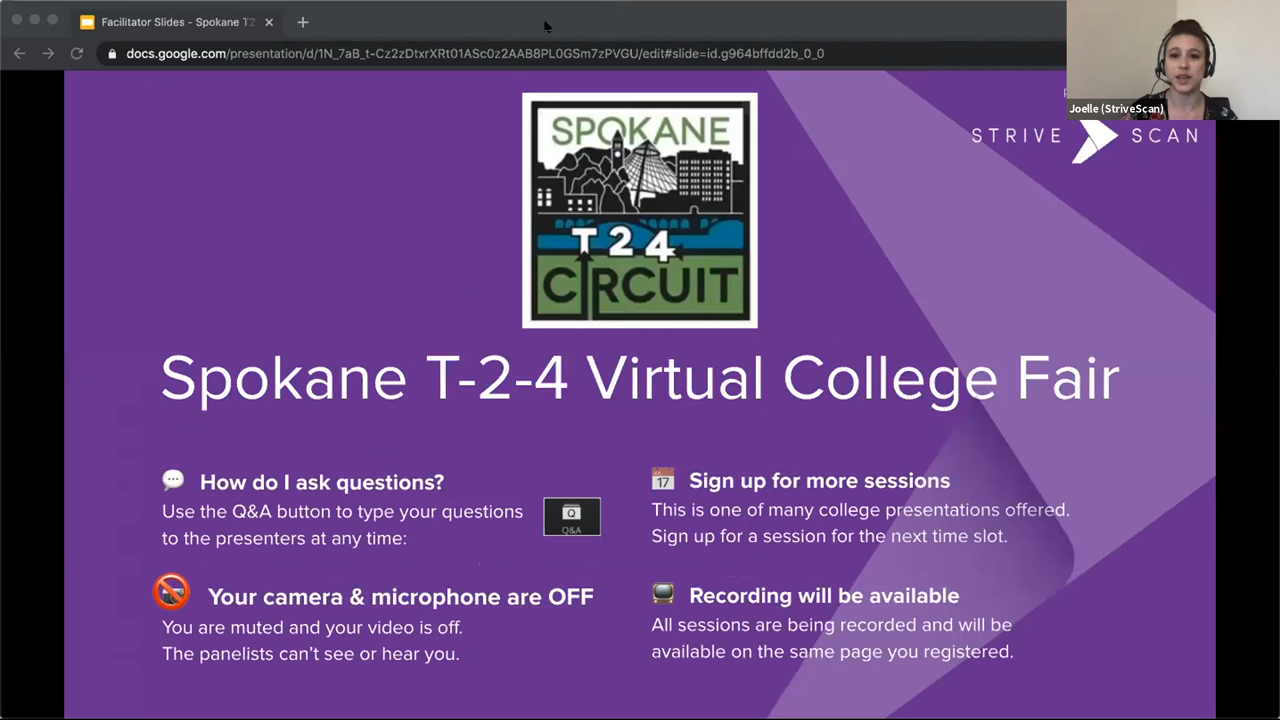 Facilitator Slides - Spokane T2
docs.google.com/presentation/d/1N_7aB_t-Cz2zDtxrXRt01ASc0z2AAB8PL0GSm7zPVGU/edit#slide=id.g964bffdd2b_0_0
Joelle (StriveScan)
STRIVE SCAN
SPOKANE
T24
CIRCUIT
Spokane T-2-4 Virtual College Fair
How do I ask questions?
Use the Q&A button to type your questions
to the presenters at any time:
Q
Q&A
Sign up for more sessions
17
This is one of many college presentations offered.
Sign up for a session for the next time slot.
Your camera & microphone are OFF
You are muted and your video is off.
The panelists can't see or hear you.
Recording will be available
All sessions are being recorded and will be
available on the same page you registered.